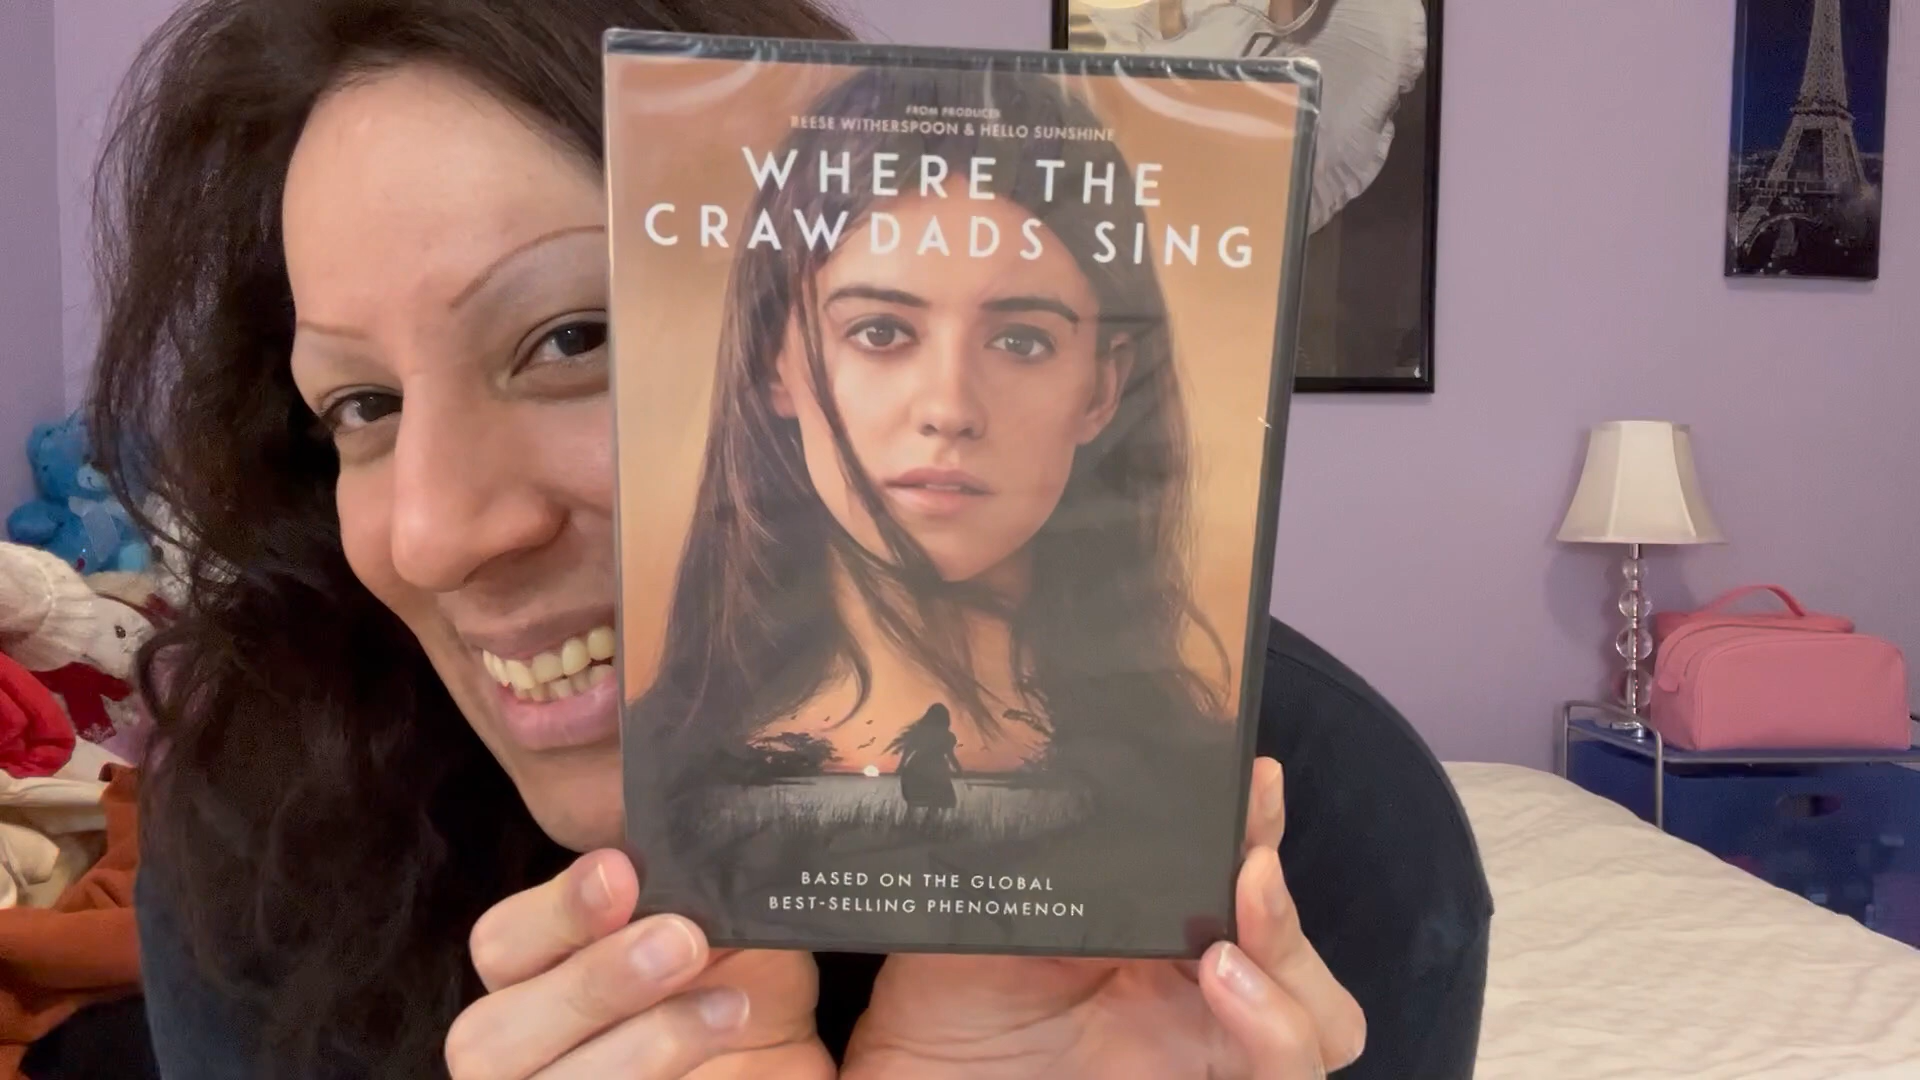 FROM PRODUCER
REESE WITHERSPOON & HELLO SUNSHINE
WHERE THE
CRAWDADS SING
BASED ON THE GLOBAL
BEST-SELLING PHENOMENON